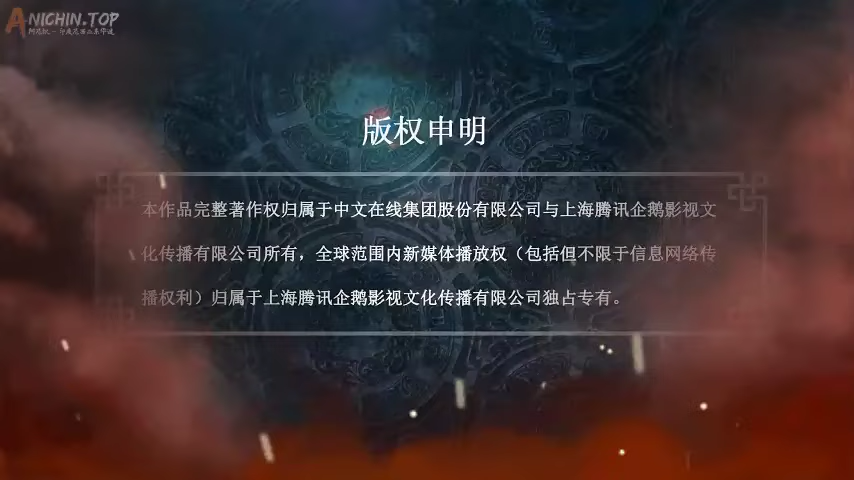 ANICHIN.TOP
版权申明
本作品完整著作权归属于中文在线集团股份有限公司与上海腾讯企鹅影视文
化传播有限公司所有，全球范围内新媒体播放权（包括但不限于信息网络传
播权利）归属于上海腾讯企鹅影视文化传播有限公司独占专有。